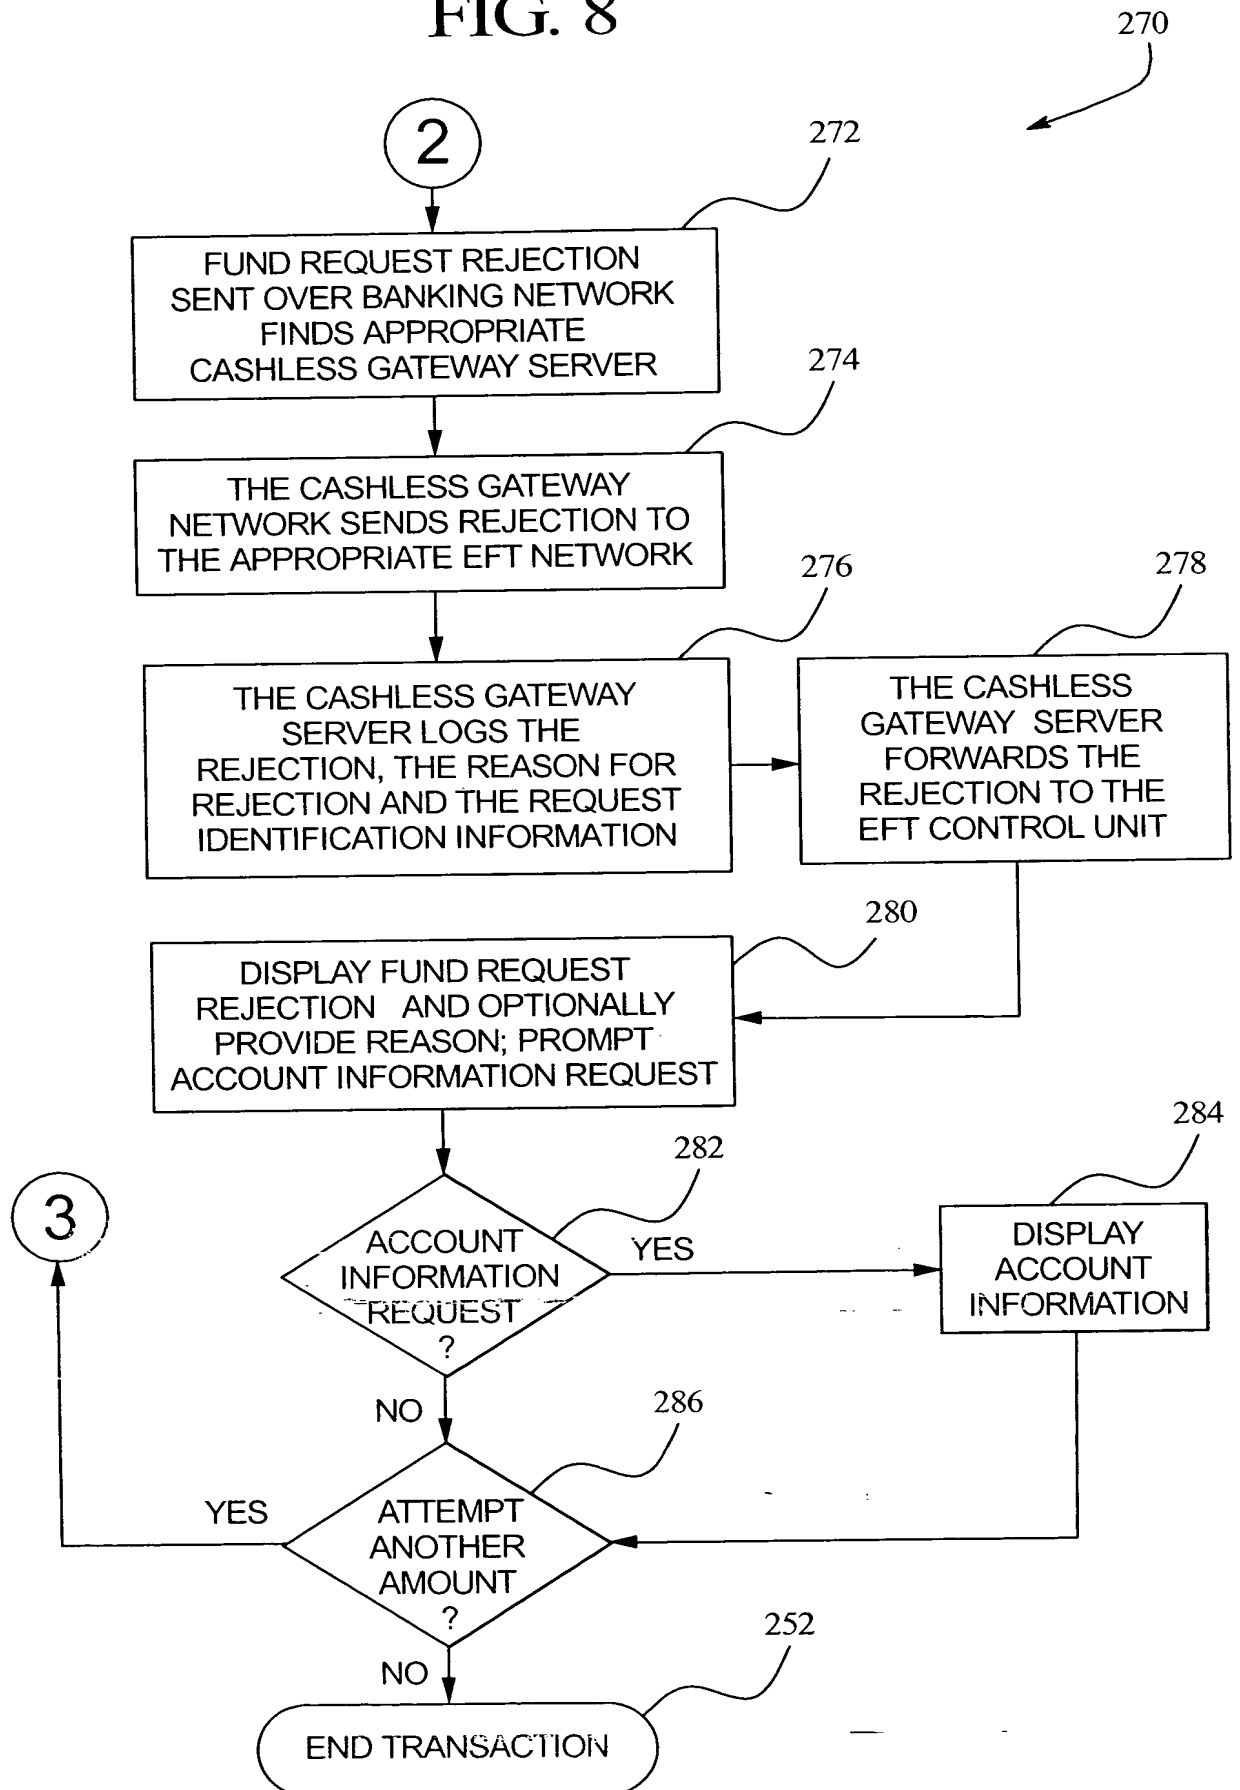 FIG. 8
270
2
272
FUND REQUEST REJECTION
SENT OVER BANKING NETWORK
FINDS APPROPRIATE
CASHLESS GATEWAY SERVER
274
THE CASHLESS GATEWAY
NETWORK SENDS REJECTION TO
THE APPROPRIATE EFT NETWORK
276
THE CASHLESS GATEWAY
SERVER LOGS THE
REJECTION, THE REASON FOR
REJECTION AND THE REQUEST
IDENTIFICATION INFORMATION
278
THE CASHLESS
GATEWAY SERVER
FORWARDS THE
REJECTION TO THE
EFT CONTROL UNIT
280
DISPLAY FUND REQUEST
REJECTION AND OPTIONALLY
PROVIDE REASON; PROMPT
ACCOUNT INFORMATION REQUEST
282
ACCOUNT
INFORMATION
REQUEST
?
YES
284
DISPLAY
ACCOUNT
INFORMATION
3
NO
286
ATTEMPT
ANOTHER
AMOUNT
?
YES
NO
252
END TRANSACTION